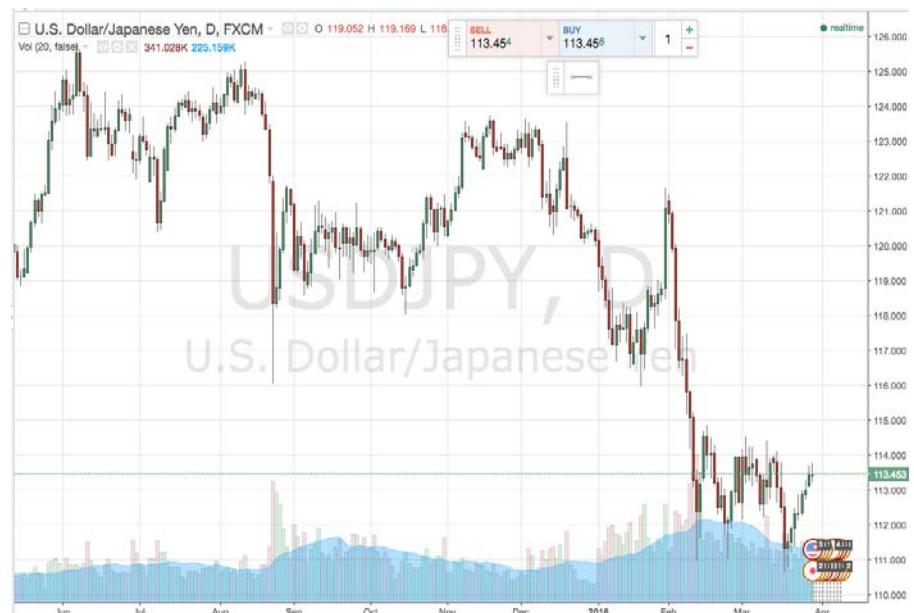 U.S. Dollar/Japanese Yen, D, FXCM
O 119.052 H 119.169 L 118.
Vol (20, false) 341.028K 225.159K
SELL
113.454
BUY
113.456
1
+
−
realtime
USDJPY, D
U.S. Dollar/Japanese Yen
126.000
125.000
124.000
123.000
122.000
121.000
120.000
119.000
118.000
117.000
116.000
115.000
114.000
113.453
113.000
112.000
111.000
110.000
Jun Jul Aug Sep Oct Nov Dec 2016 Feb Mar Apr